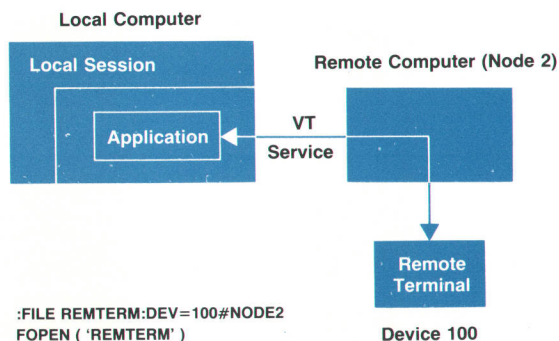 Local Computer
Local Session
Remote Computer (Node 2)
Application
VT
Service
Remote
Terminal
:FILE REMTERM:DEV=100#NODE2
FOPEN ( 'REMTERM' )
Device 100